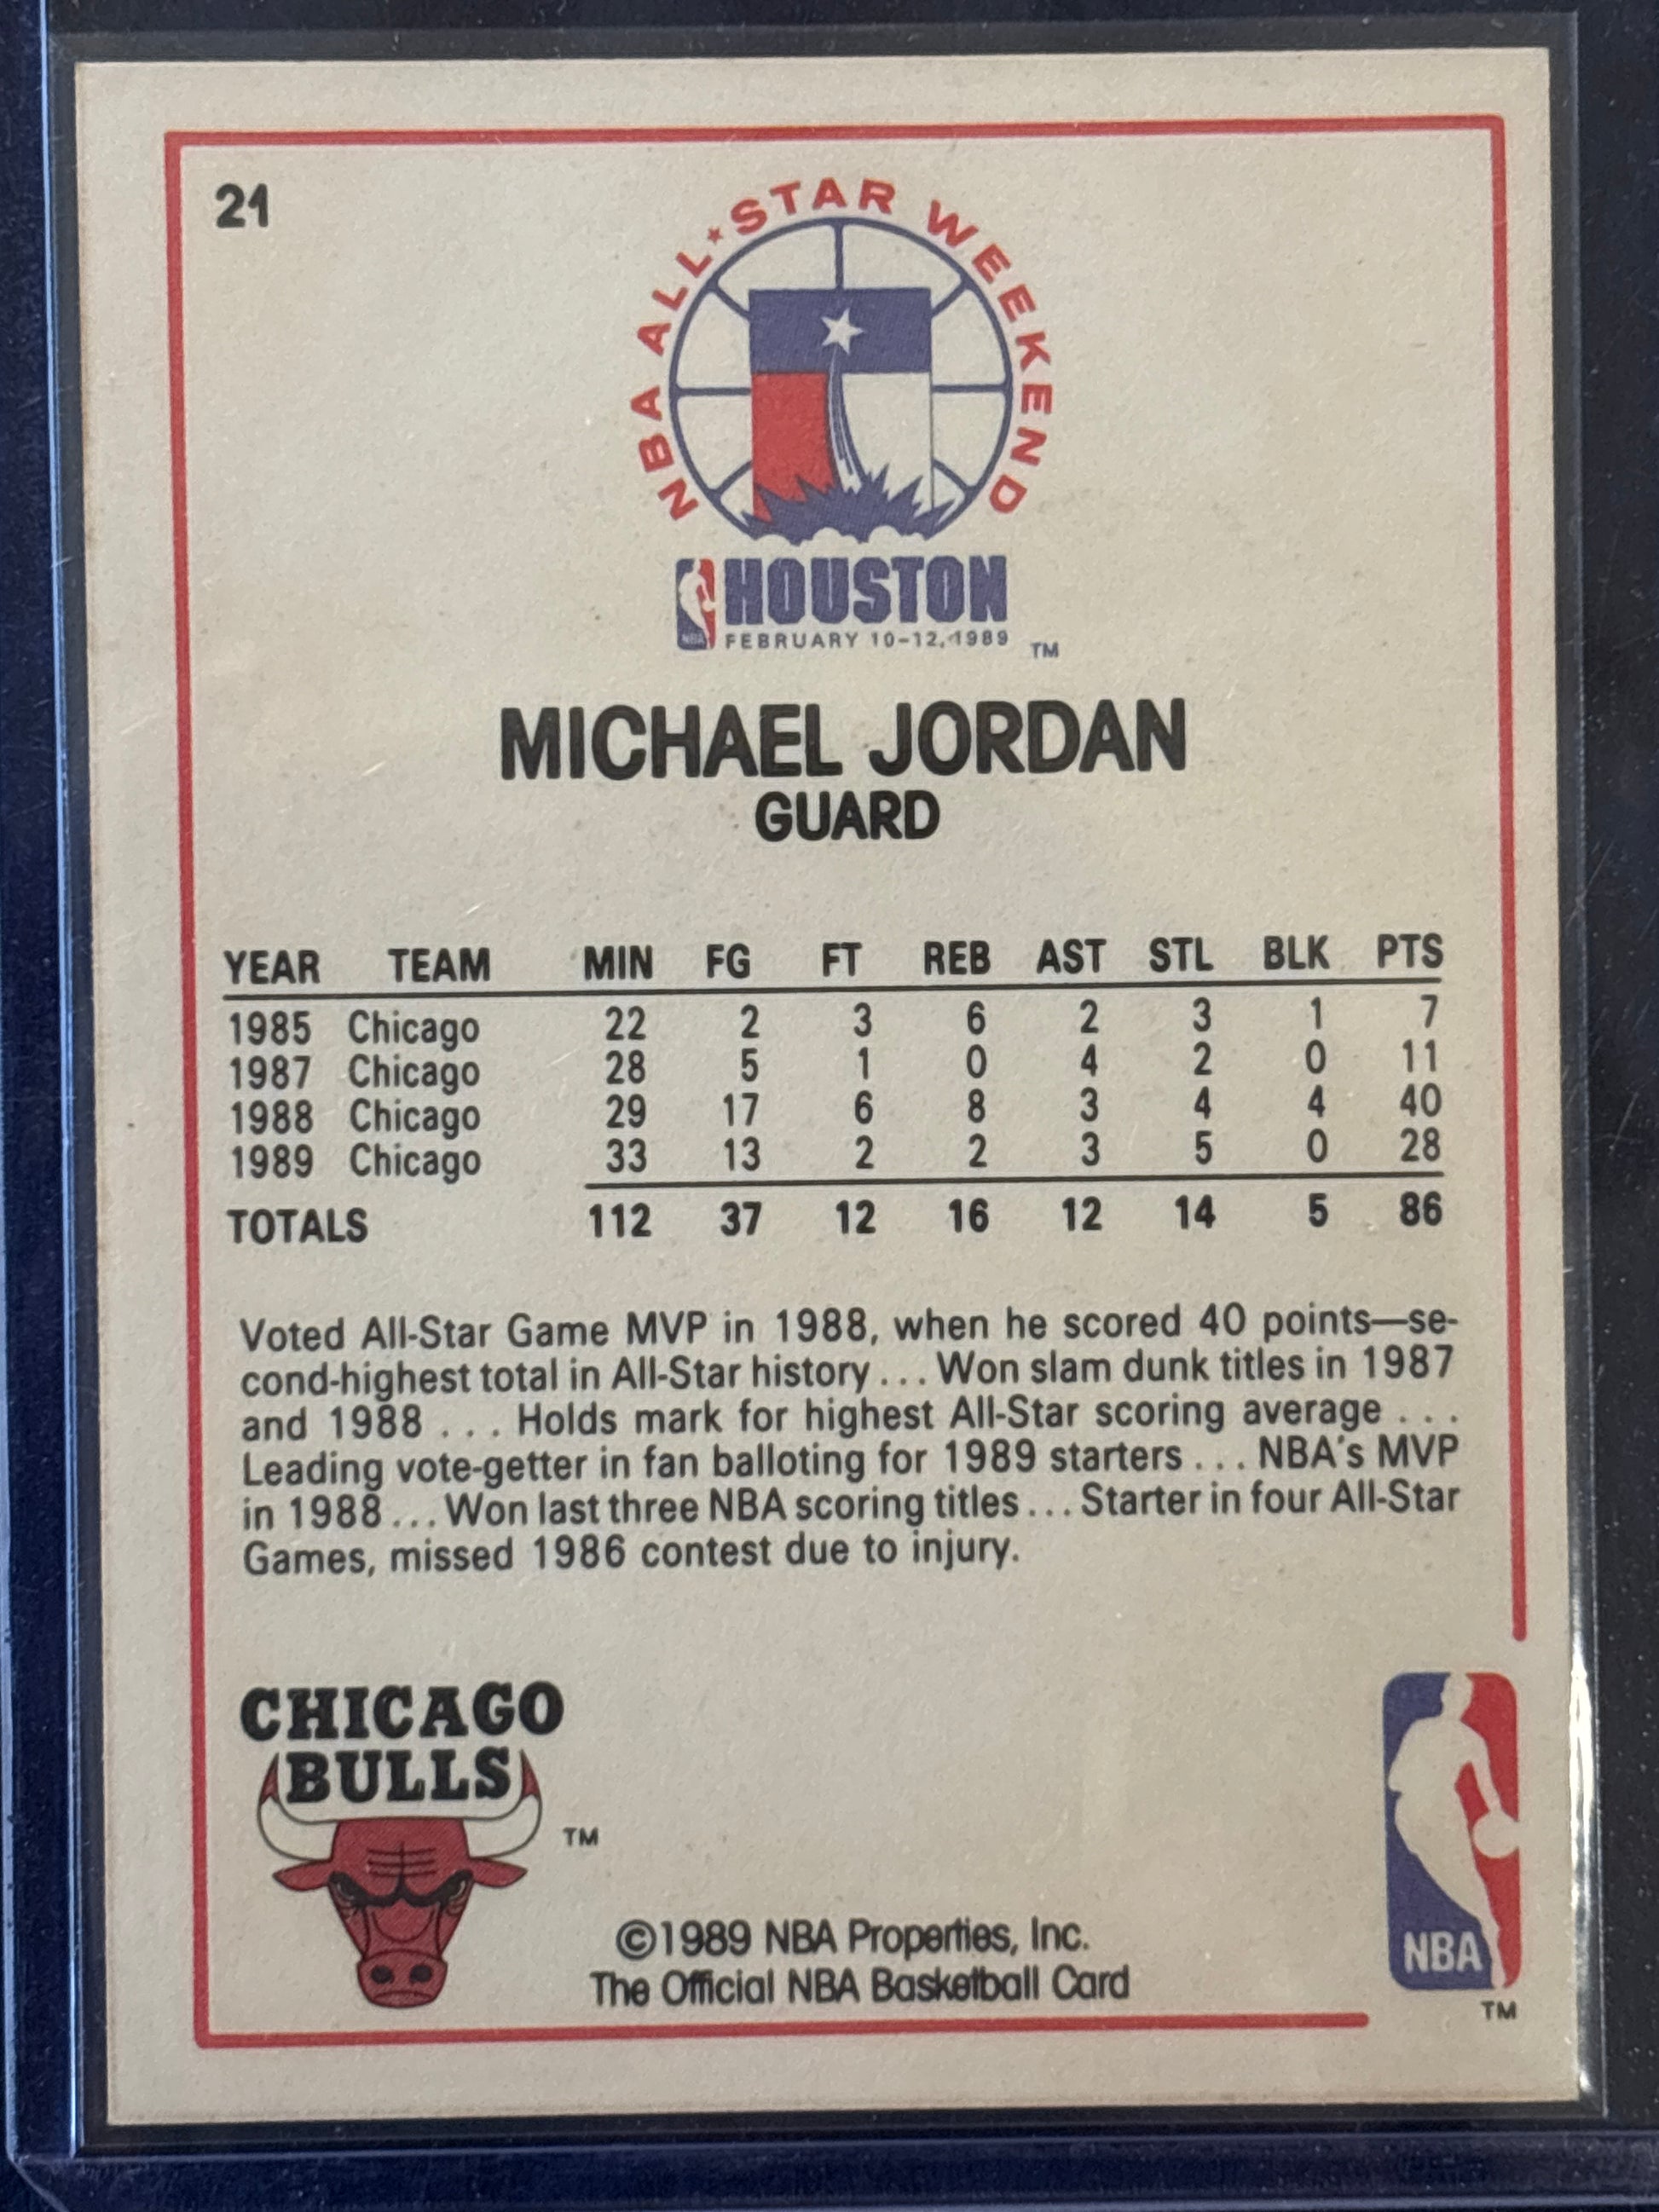 21
NBA ALL★STAR WEEKEND
NBA
HOUSTON
FEBRUARY 10-12, 1989 TM
MICHAEL JORDAN
GUARD
YEAR TEAM MIN FG FT REB AST STL BLK PTS
1985 Chicago 22 2 3 6 2 3 1 7
1987 Chicago 28 5 1 0 4 2 0 11
1988 Chicago 29 17 6 8 3 4 4 40
1989 Chicago 33 13 2 2 3 5 0 28
TOTALS 112 37 12 16 12 14 5 86
Voted All-Star Game MVP in 1988, when he scored 40 points—se-
cond-highest total in All-Star history . . . Won slam dunk titles in 1987
and 1988 . . . Holds mark for highest All-Star scoring average . . .
Leading vote-getter in fan balloting for 1989 starters . . . NBA's MVP
in 1988 . . . Won last three NBA scoring titles . . . Starter in four All-Star
Games, missed 1986 contest due to injury.
CHICAGO
BULLS
TM
©1989 NBA Properties, Inc.
The Official NBA Basketball Card
NBA
TM